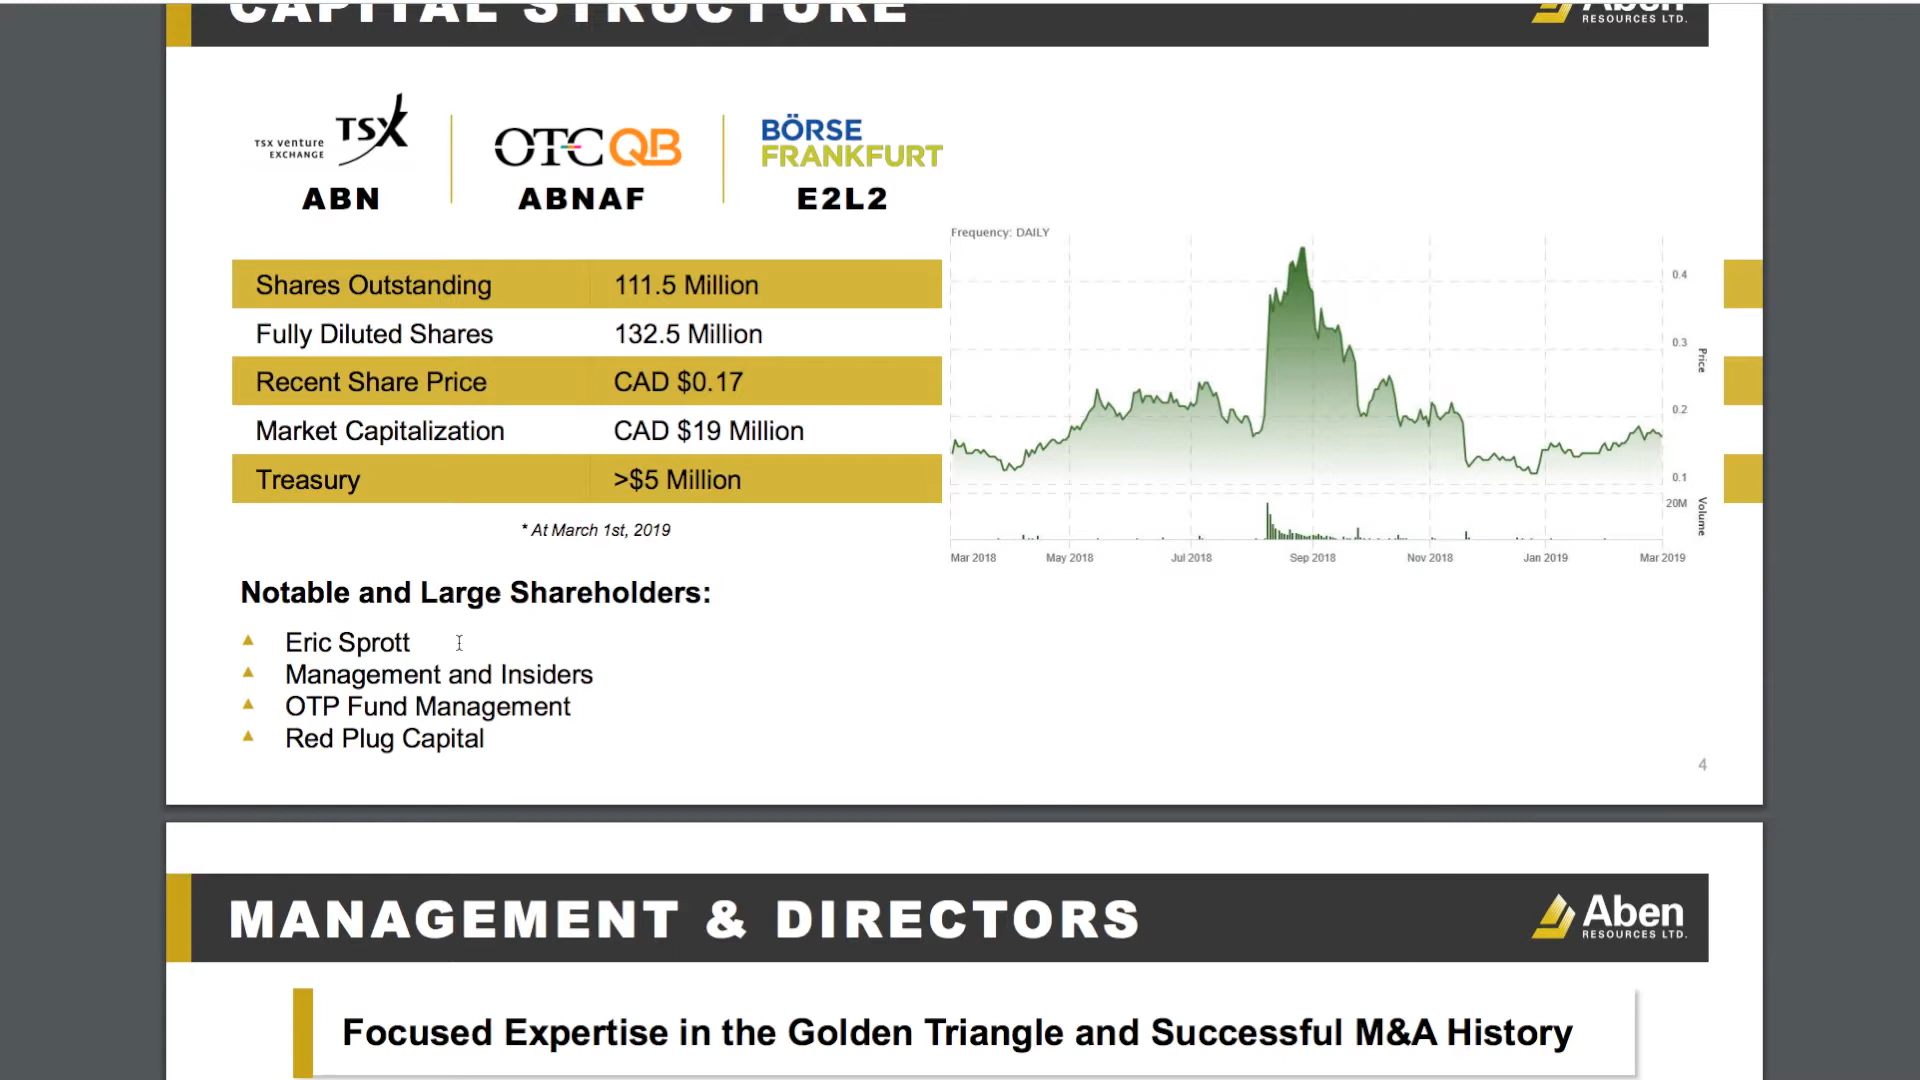 CAPITAL STRUCTURE
Aben
RESOURCES LTD.
TSX venture
EXCHANGE
TSX
OTCQB
BÖRSE
FRANKFURT
ABN
ABNAF
E2L2
Shares Outstanding 111.5 Million
Fully Diluted Shares 132.5 Million
Recent Share Price CAD $0.17
Market Capitalization CAD $19 Million
Treasury >$5 Million
* At March 1st, 2019
Frequency: DAILY
0.4
0.3
0.2
0.1
Price
20M
Volume
Mar 2018 May 2018 Jul 2018 Sep 2018 Nov 2018 Jan 2019 Mar 2019
Notable and Large Shareholders:
Eric Sprott
Management and Insiders
OTP Fund Management
Red Plug Capital
4
MANAGEMENT & DIRECTORS
Aben
RESOURCES LTD.
Focused Expertise in the Golden Triangle and Successful M&A History